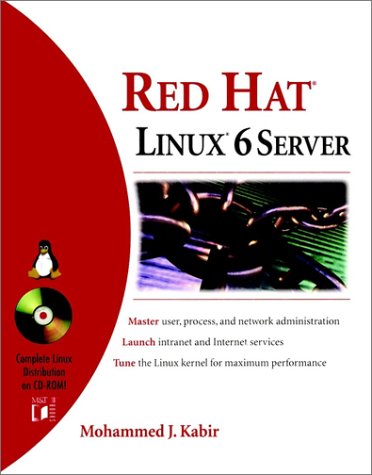 RED HAT®
LINUX® 6 SERVER
Master user, process, and network administration
Launch intranet and Internet services
Tune the Linux kernel for maximum performance
Complete Linux
Distribution
on CD-ROM!
M&T
BOOKS
Mohammed J. Kabir